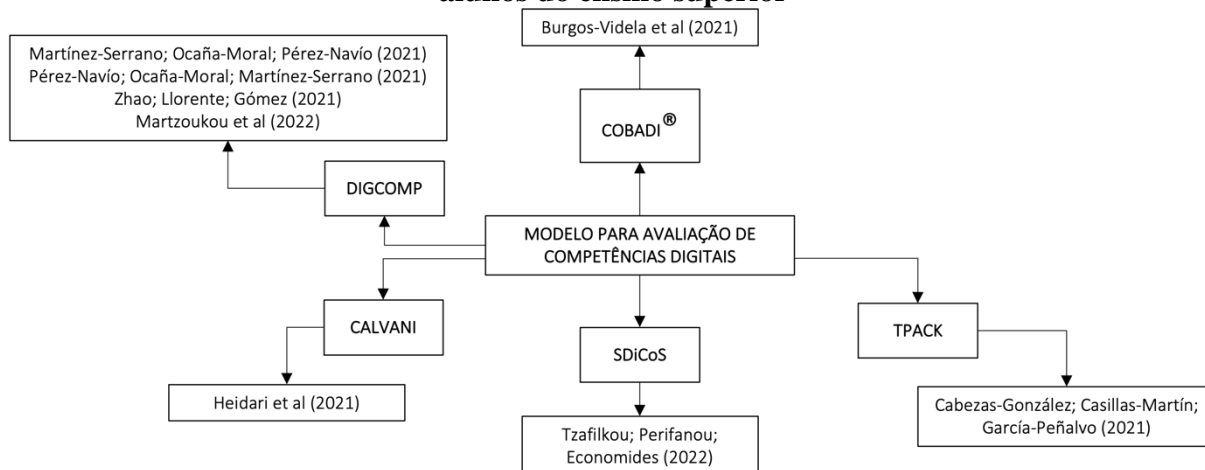 alunos do ensino superior
Burgos-Videla et al (2021)
Martínez-Serrano; Ocaña-Moral; Pérez-Navío (2021)
Pérez-Navío; Ocaña-Moral; Martínez-Serrano (2021)
Zhao; Llorente; Gómez (2021)
Martzoukou et al (2022)
COBADI®
DIGCOMP
MODELO PARA AVALIAÇÃO DE
COMPETÊNCIAS DIGITAIS
CALVANI
SDiCoS
TPACK
Heidari et al (2021)
Tzafilkou; Perifanou;
Economides (2022)
Cabezas-González; Casillas-Martín;
García-Peñalvo (2021)